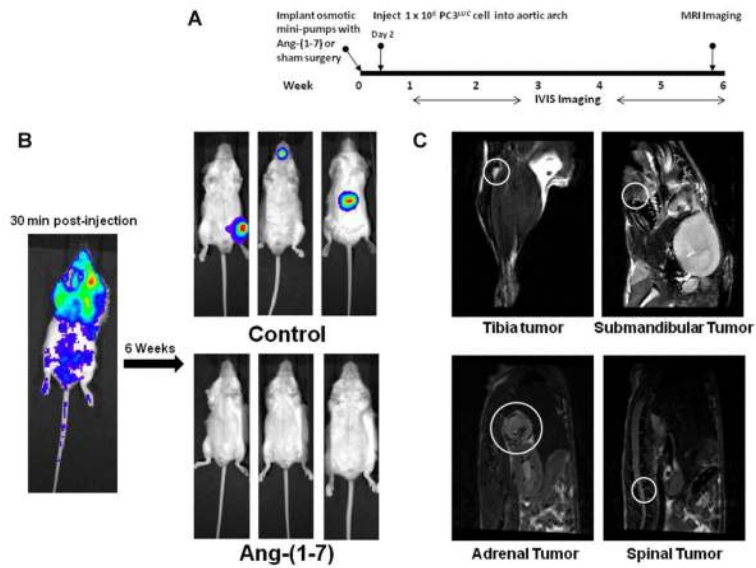 A
Implant osmotic
mini-pumps with
Ang-(1-7) or
sham surgery
Inject 1 x 10⁶ PC3ᴸᵁᶜ cell into aortic arch
Day 2
MRI Imaging
Week 0 1 2 3 4 5 6
IVIS Imaging
B
30 min post-injection
6 Weeks
Control
Ang-(1-7)
C
Tibia tumor
Submandibular Tumor
Adrenal Tumor
Spinal Tumor